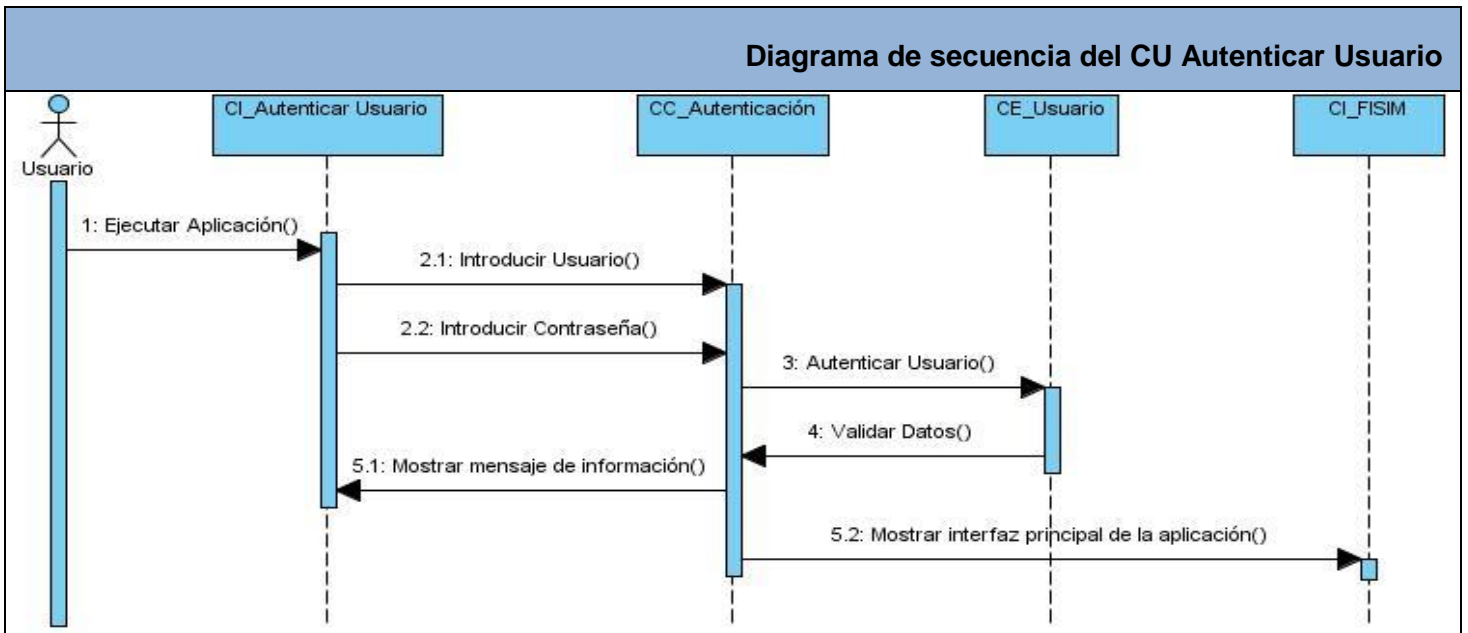 Diagrama de secuencia del CU Autenticar Usuario
CI_Autenticar Usuario
CC_Autenticación
CE_Usuario
CI_FISIM
Usuario
1: Ejecutar Aplicación()
2.1: Introducir Usuario()
2.2: Introducir Contraseña()
3: Autenticar Usuario()
4: Validar Datos()
5.1: Mostrar mensaje de información()
5.2: Mostrar interfaz principal de la aplicación()